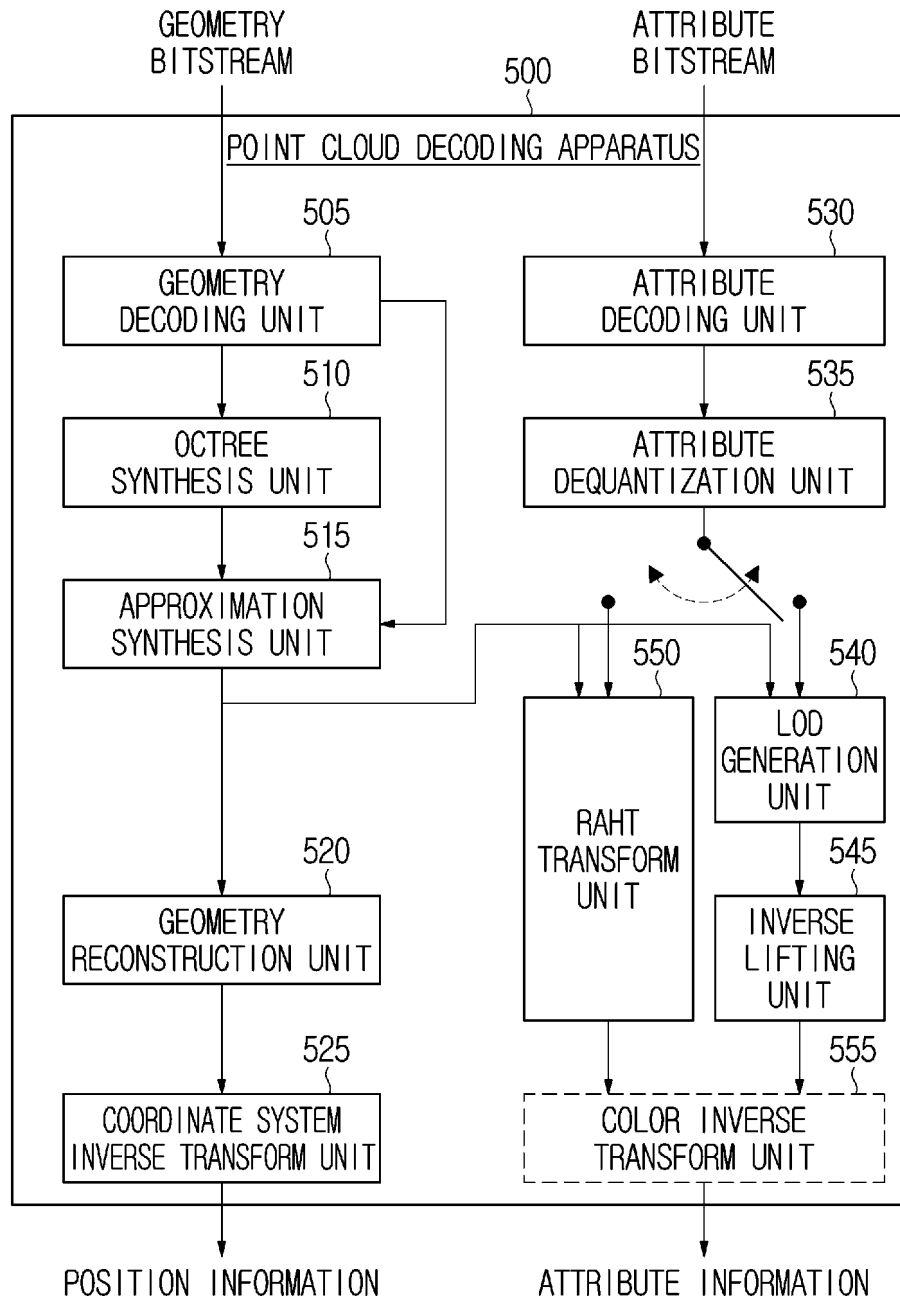 GEOMETRY
BITSTREAM
ATTRIBUTE
BITSTREAM
500
POINT CLOUD DECODING APPARATUS
505
GEOMETRY
DECODING UNIT
530
ATTRIBUTE
DECODING UNIT
510
OCTREE
SYNTHESIS UNIT
535
ATTRIBUTE
DEQUANTIZATION UNIT
515
APPROXIMATION
SYNTHESIS UNIT
550
RAHT
TRANSFORM
UNIT
540
LOD
GENERATION
UNIT
520
GEOMETRY
RECONSTRUCTION UNIT
545
INVERSE
LIFTING
UNIT
525
COORDINATE SYSTEM
INVERSE TRANSFORM UNIT
555
COLOR INVERSE
TRANSFORM UNIT
POSITION INFORMATION
ATTRIBUTE INFORMATION